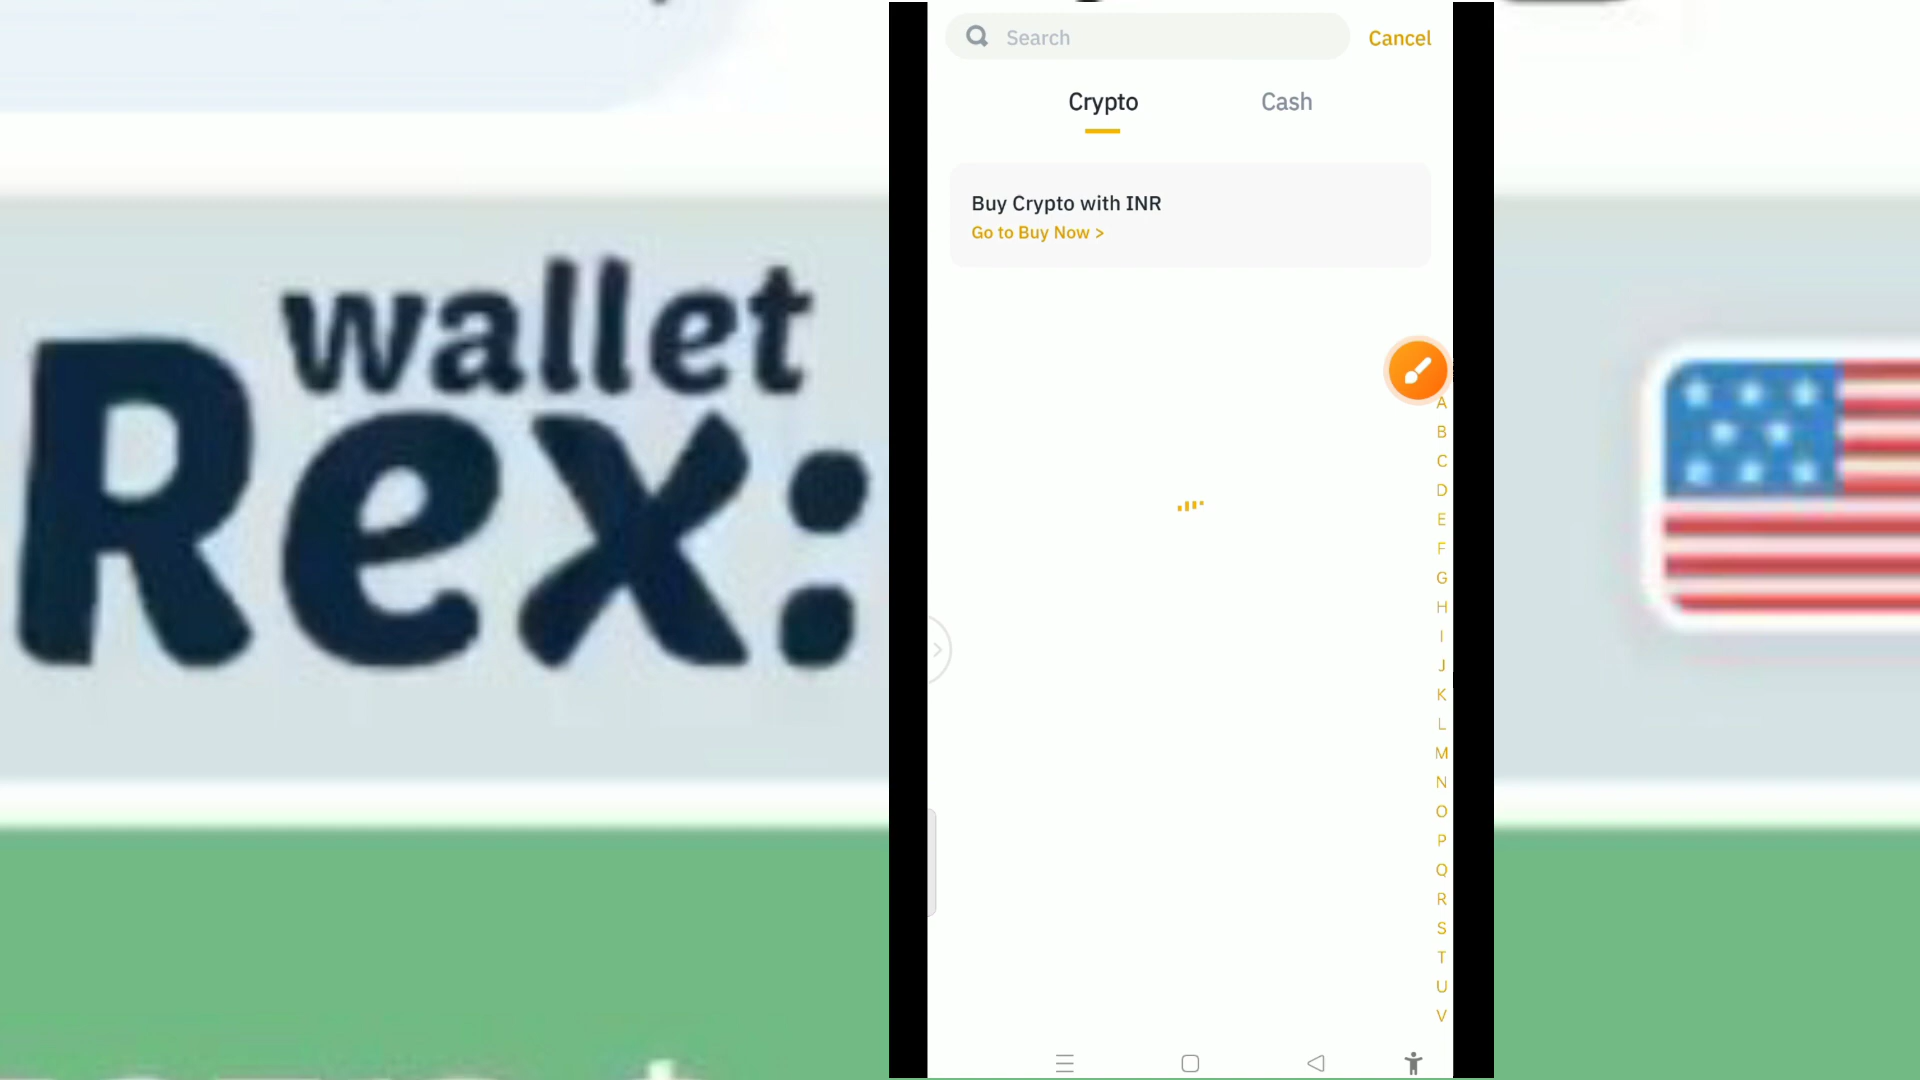 wallet
Rex:
Search
Cancel
Crypto
Cash
Buy Crypto with INR
Go to Buy Now >
A
B
C
D
E
F
G
H
I
J
K
L
M
N
O
P
Q
R
S
T
U
V